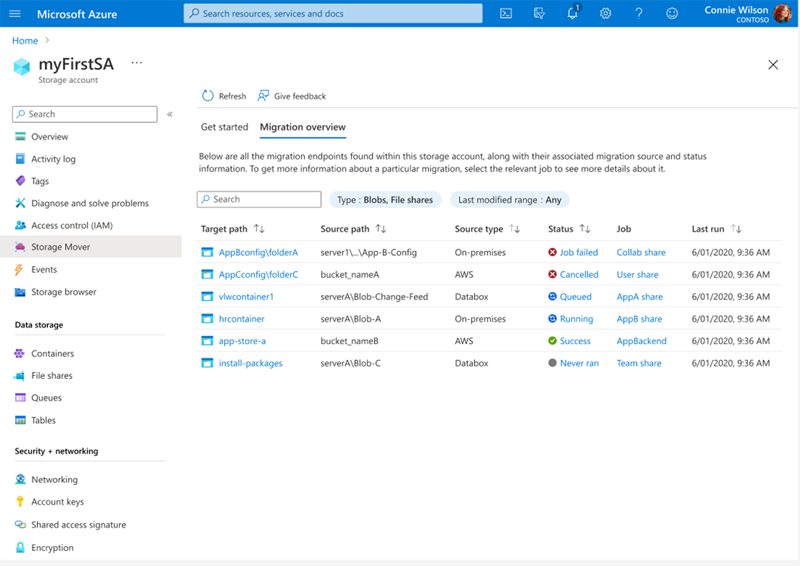 Microsoft Azure
Search resources, services and docs
1
Connie Wilson
CONTOSO
Home
myFirstSA ...
Storage account
Search
Overview
Activity log
Tags
Diagnose and solve problems
Access control (IAM)
Storage Mover
Events
Storage browser
Data storage
Containers
File shares
Queues
Tables
Security + networking
Networking
Account keys
Shared access signature
Encryption
Refresh Give feedback
Get started Migration overview
Below are all the migration endpoints found within this storage account, along with their associated migration source and status
information. To get more information about a particular migration, select the relevant job to see more details about it.
Search Type : Blobs, File shares Last modified range : Any
Target path Source path Source type Status Job Last run
AppBconfig\folderA server1\...\App-B-Config On-premises Job failed Collab share 6/01/2020, 9:36 AM
AppCconfig\folderC bucket_nameA AWS Cancelled User share 6/01/2020, 9:36 AM
vlwcontainer1 serverA\Blob-Change-Feed Databox Queued AppA share 6/01/2020, 9:36 AM
hrcontainer serverA\Blob-A On-premises Running AppB share 6/01/2020, 9:36 AM
app-store-a bucket_nameB AWS Success AppBackend 6/01/2020, 9:36 AM
install-packages serverA\Blob-C Databox Never ran Team share 6/01/2020, 9:36 AM